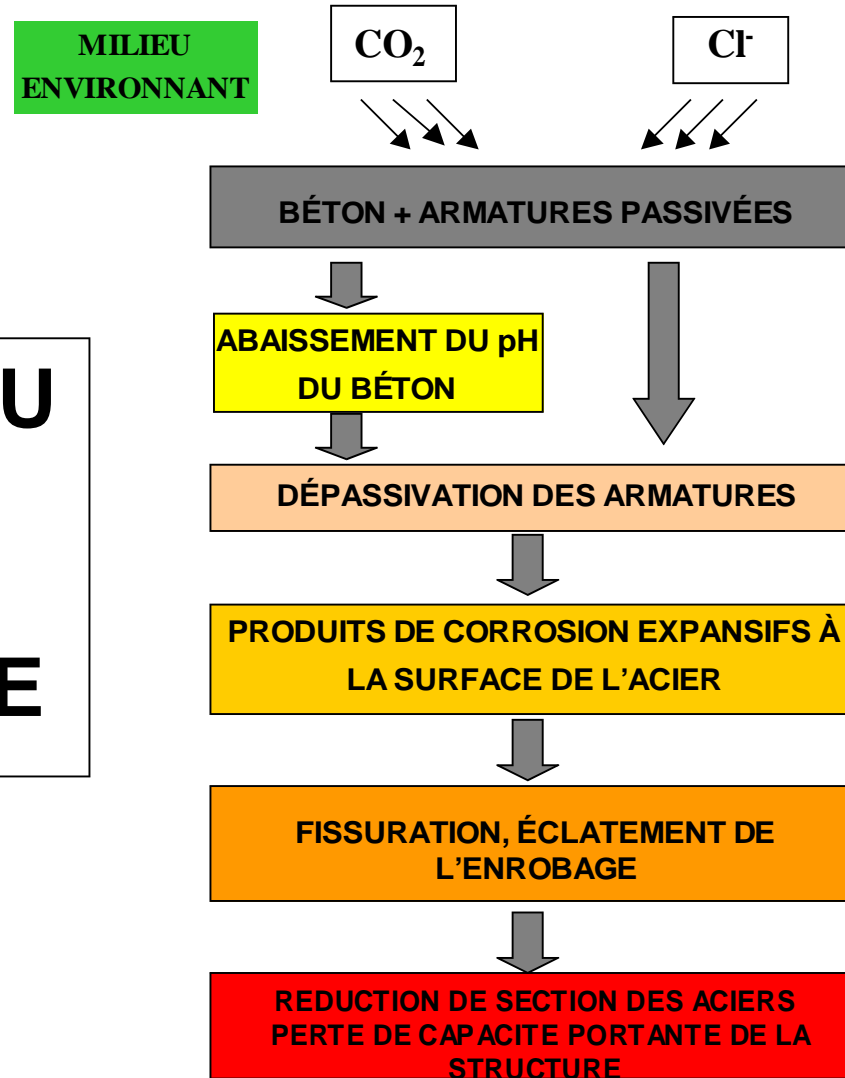 MILIEU
ENVIRONNANT
CO₂
Cl⁻
BÉTON + ARMATURES PASSIVÉES
ABAISSEMENT DU pH
DU BÉTON
U
E
DÉPASSIVATION DES ARMATURES
PRODUITS DE CORROSION EXPANSIFS À
LA SURFACE DE L'ACIER
FISSURATION, ÉCLATEMENT DE
L'ENROBAGE
REDUCTION DE SECTION DES ACIERS
PERTE DE CAPACITE PORTANTE DE LA
STRUCTURE